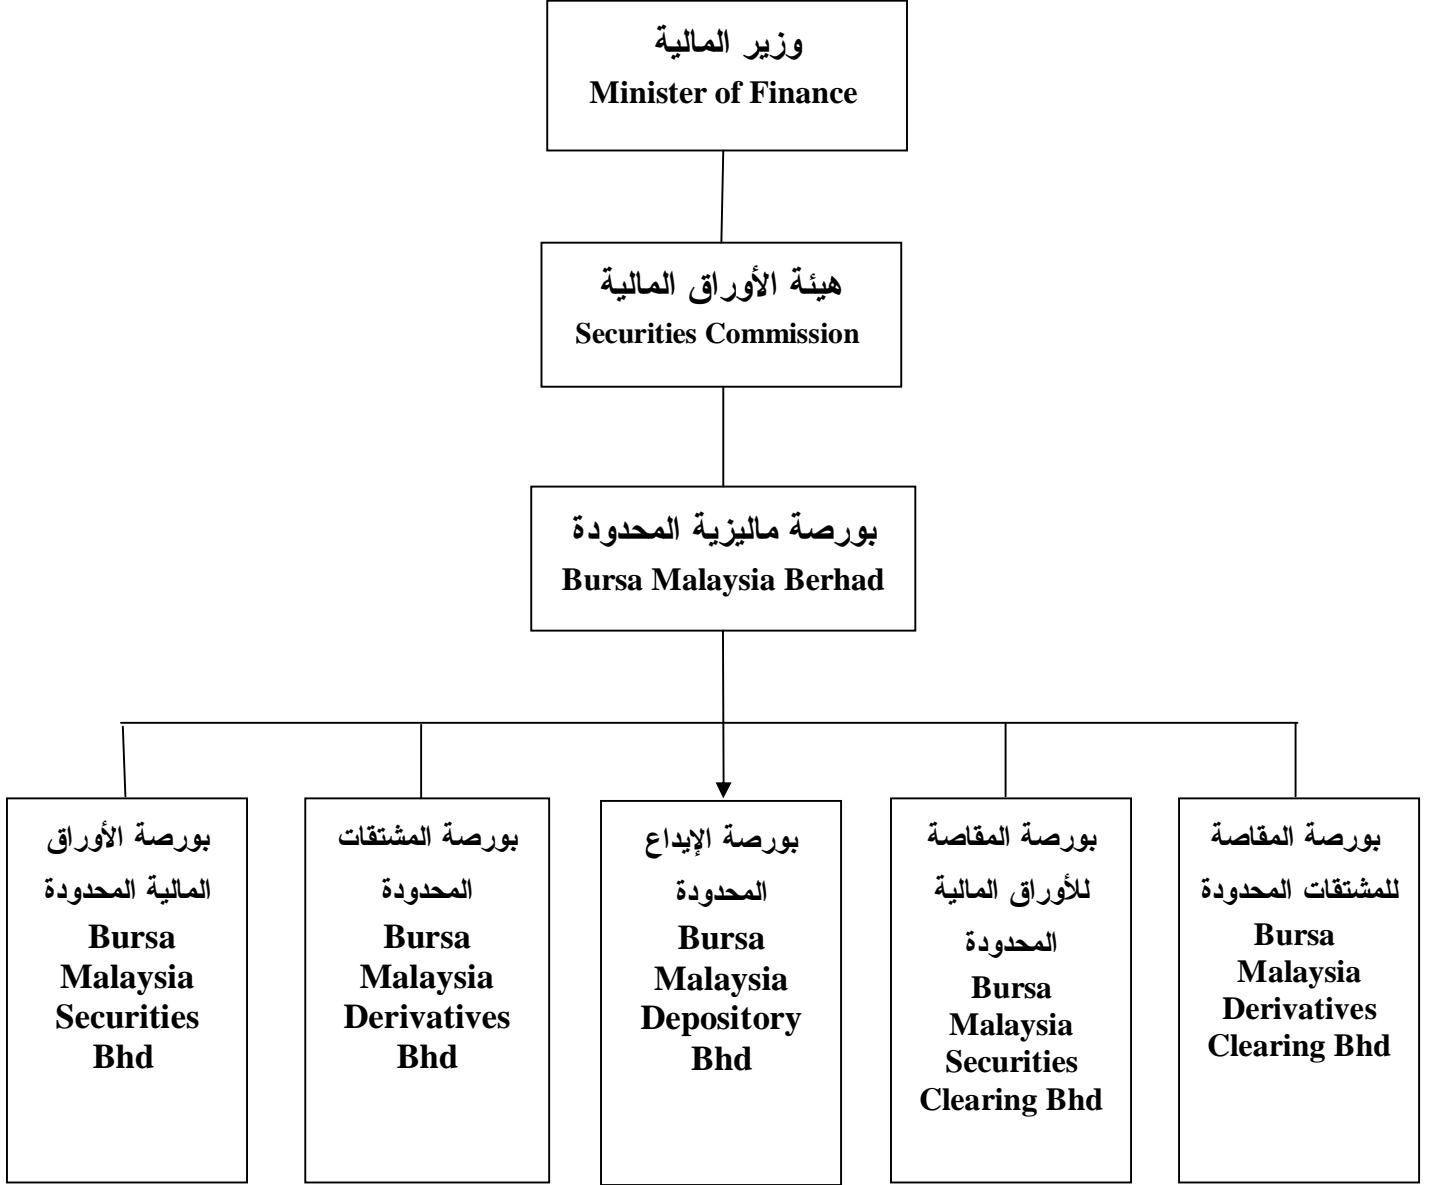 وزير المالية
Minister of Finance
هيئة الأوراق المالية
Securities Commission
بورصة ماليزية المحدودة
Bursa Malaysia Berhad
بورصة الأوراق
المالية المحدودة
Bursa
Malaysia
Securities
Bhd
بورصة المشتقات
المحدودة
Bursa
Malaysia
Derivatives
Bhd
بورصة الإيداع
المحدودة
Bursa
Malaysia
Depository
Bhd
بورصة المقاصة
للأوراق المالية
المحدودة
Bursa
Malaysia
Securities
Clearing Bhd
بورصة المقاصة
للمشتقات المحدودة
Bursa
Malaysia
Derivatives
Clearing Bhd